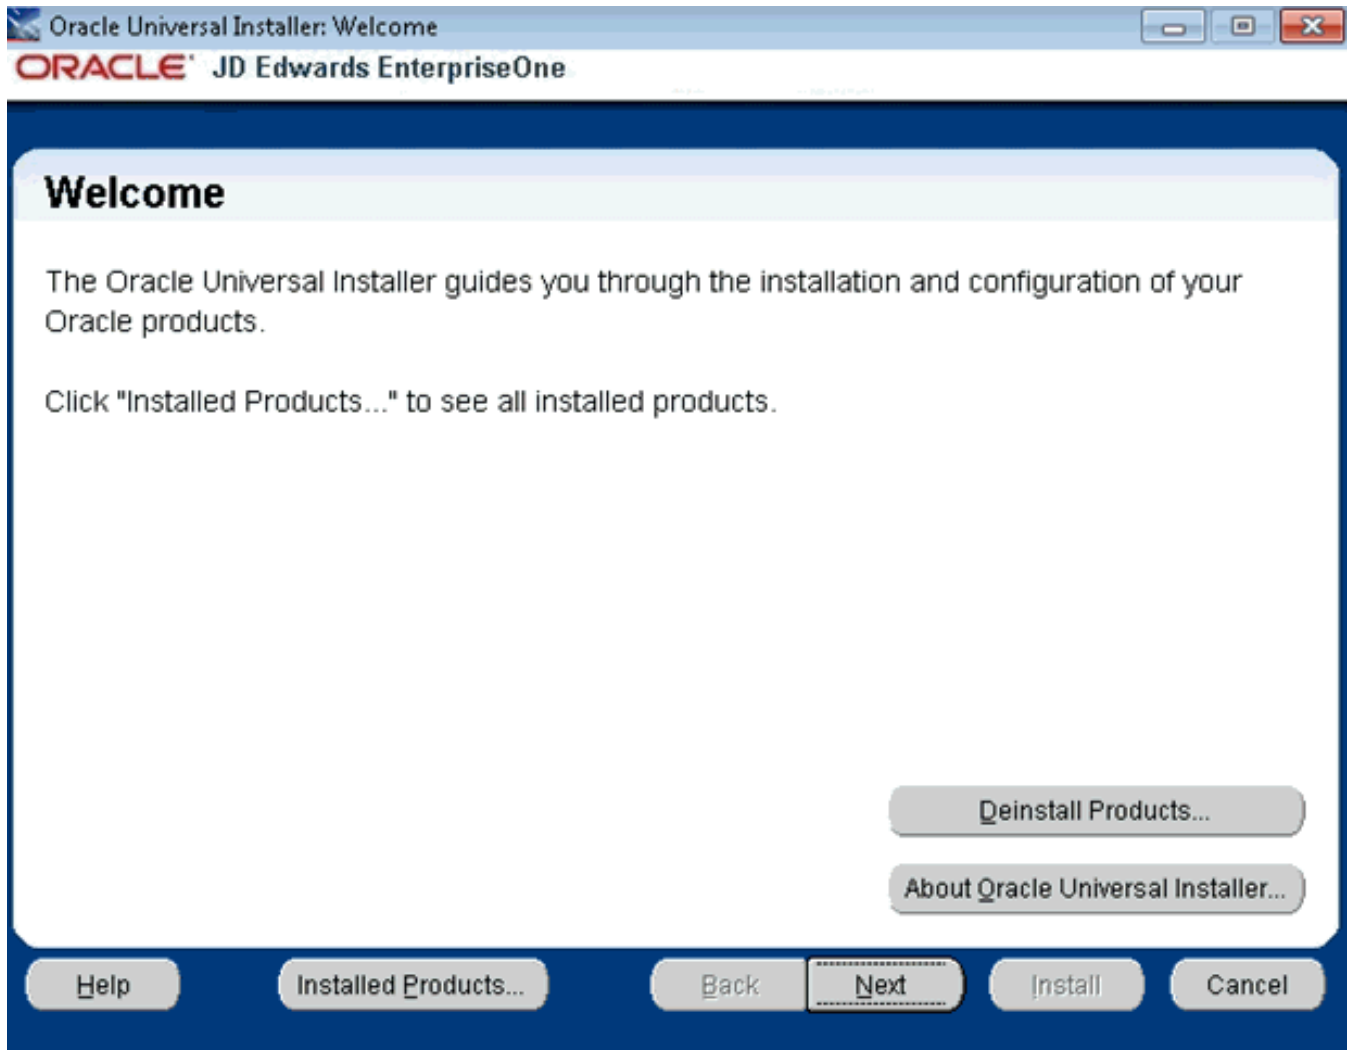 Oracle Universal Installer: Welcome
ORACLE JD Edwards EnterpriseOne
Welcome
The Oracle Universal Installer guides you through the installation and configuration of your
Oracle products.
Click "Installed Products..." to see all installed products.
Deinstall Products...
About Oracle Universal Installer...
Help Installed Products... Back Next Install Cancel